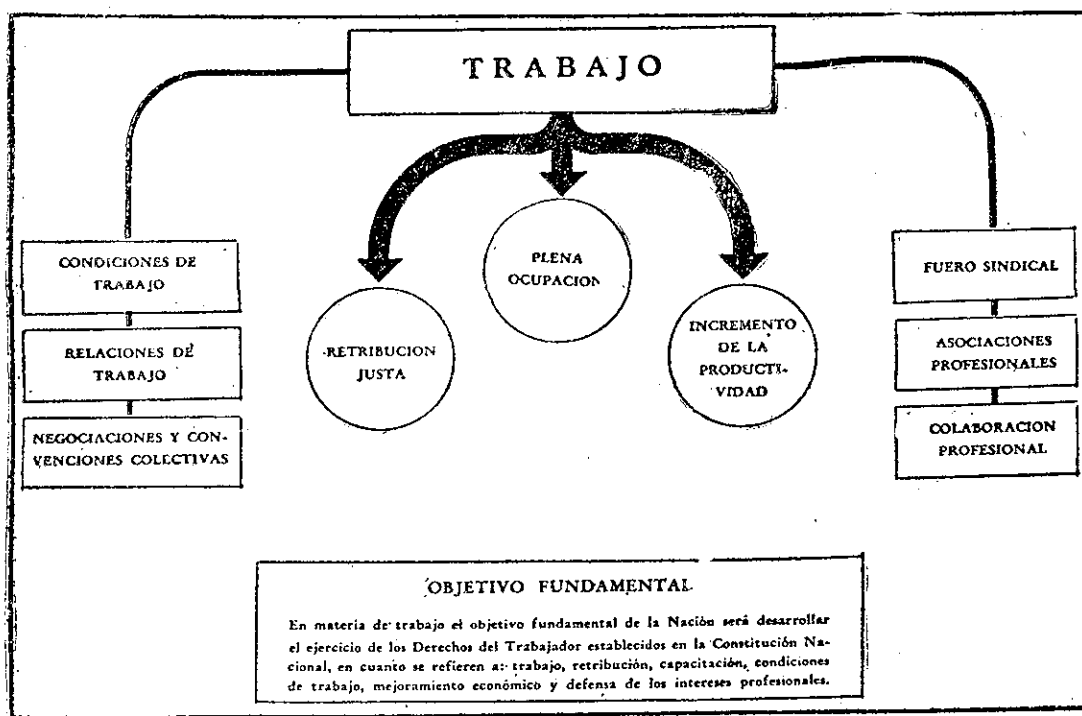 TRABAJO
CONDICIONES DE
TRABAJO
RELACIONES DE
TRABAJO
NEGOCIACIONES Y CON-
VENCIONES COLECTIVAS
RETRIBUCION
JUSTA
PLENA
OCUPACION
INCREMENTO
DE LA
PRODUCTI-
VIDAD
FUERO SINDICAL
ASOCIACIONES
PROFESIONALES
COLABORACION
PROFESIONAL
OBJETIVO FUNDAMENTAL
En materia de trabajo el objetivo fundamental de la Nación será desarrollar
el ejercicio de los Derechos del Trabajador establecidos en la Constitución Na-
cional, en cuanto se refieren a: trabajo, retribución, capacitación, condiciones
de trabajo, mejoramiento económico y defensa de los intereses profesionales.